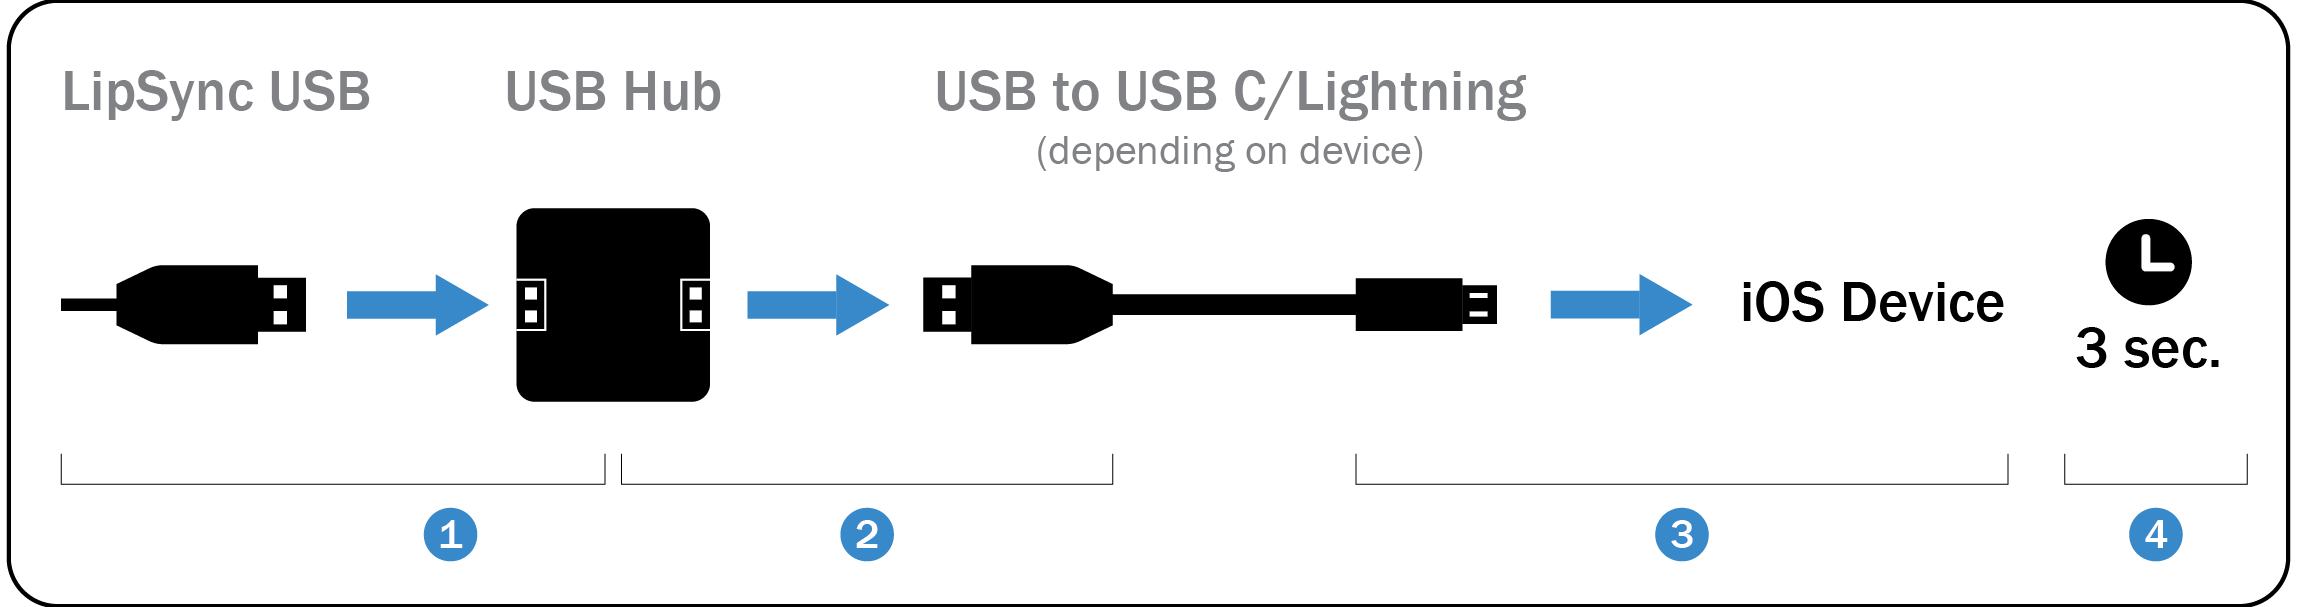 LipSync USB
USB Hub
USB to USB C/Lightning
(depending on device)
iOS Device
3 sec.
1
2
3
4